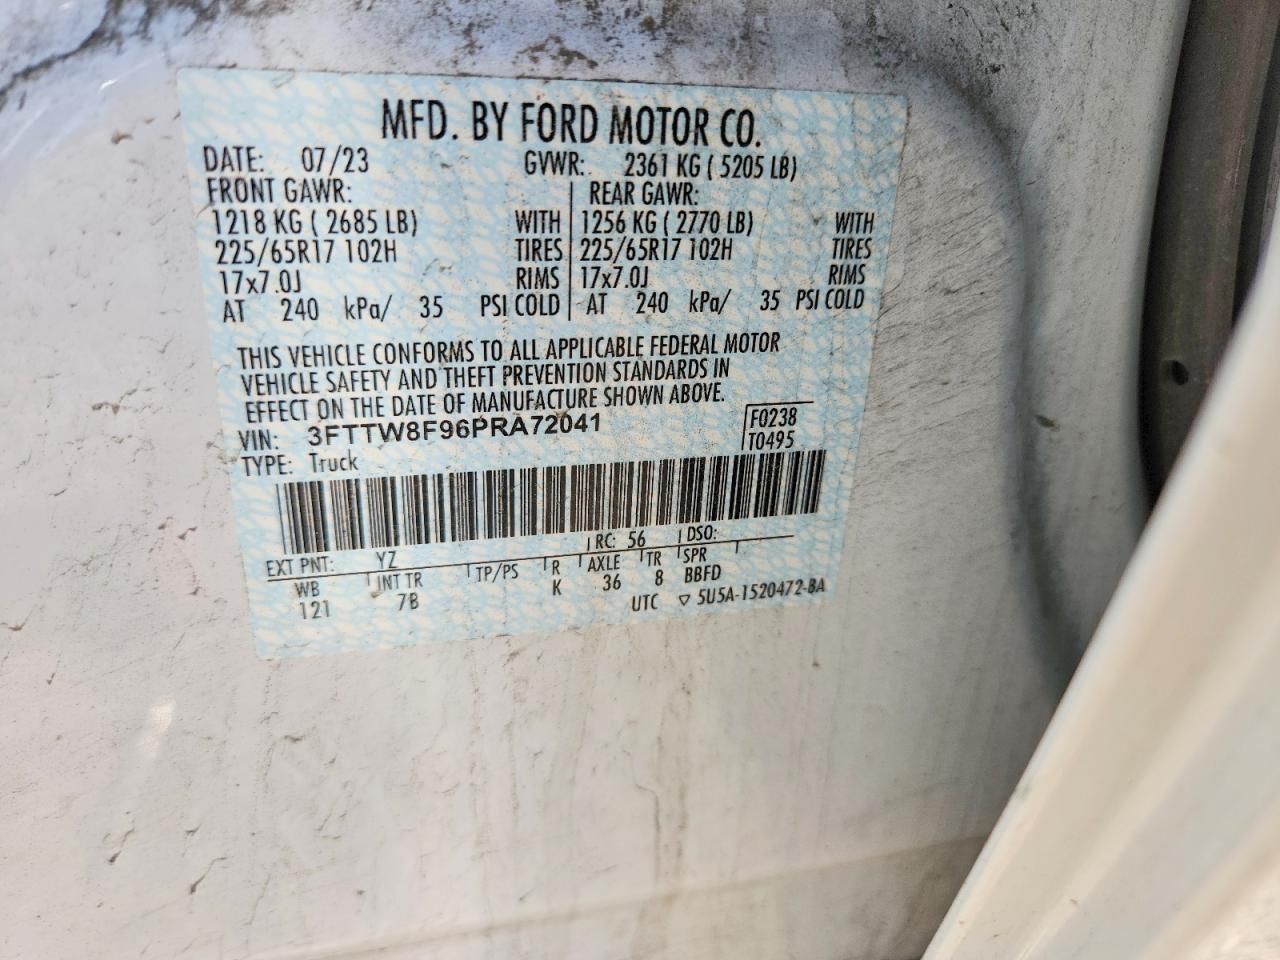 MFD. BY FORD MOTOR CO.
DATE: 07/23 GVWR: 2361 KG ( 5205 LB)
FRONT GAWR: REAR GAWR:
1218 KG ( 2685 LB) WITH 1256 KG ( 2770 LB) WITH
225/65R17 102H TIRES 225/65R17 102H TIRES
17x7.0J RIMS 17x7.0J RIMS
AT 240 kPa/ 35 PSI COLD AT 240 kPa/ 35 PSI COLD
THIS VEHICLE CONFORMS TO ALL APPLICABLE FEDERAL MOTOR
VEHICLE SAFETY AND THEFT PREVENTION STANDARDS IN
EFFECT ON THE DATE OF MANUFACTURE SHOWN ABOVE.
VIN: 3FTTW8F96PRA72041 F0238
TYPE: Truck T0495
EXT PNT: YZ RC: 56 DSO:
WB INT TR TP/PS R AXLE TR SPR
121 7B K 36 8 BBFD
UTC ▽ 5U5A-1520472-BA